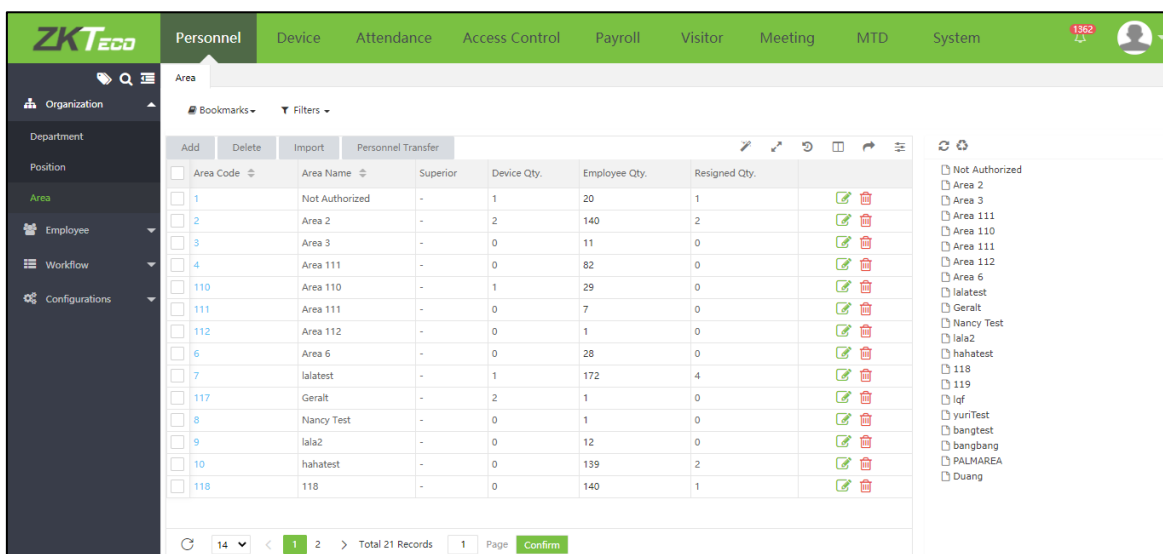 ZKTeco Personnel Device Attendance Access Control Payroll Visitor Meeting MTD System 1362
Area
Organization
Department
Position
Area
Employee
Workflow
Configurations
Bookmarks Filters
Add Delete Import Personnel Transfer
Area Code Area Name Superior Device Qty. Employee Qty. Resigned Qty.
1 Not Authorized - 1 20 1
2 Area 2 - 2 140 2
3 Area 3 - 0 11 0
4 Area 111 - 0 82 0
110 Area 110 - 1 29 0
111 Area 111 - 0 7 0
112 Area 112 - 0 1 0
6 Area 6 - 0 28 0
7 lalatest - 1 172 4
117 Geralt - 2 1 0
8 Nancy Test - 0 1 0
9 lala2 - 0 12 0
10 hahatest - 0 139 2
118 118 - 0 140 1
14 < 1 2 > Total 21 Records 1 Page Confirm
Not Authorized
Area 2
Area 3
Area 111
Area 110
Area 111
Area 112
Area 6
lalatest
Geralt
Nancy Test
lala2
hahatest
118
119
lqf
yuriTest
bangtest
bangbang
PALMAREA
Duang